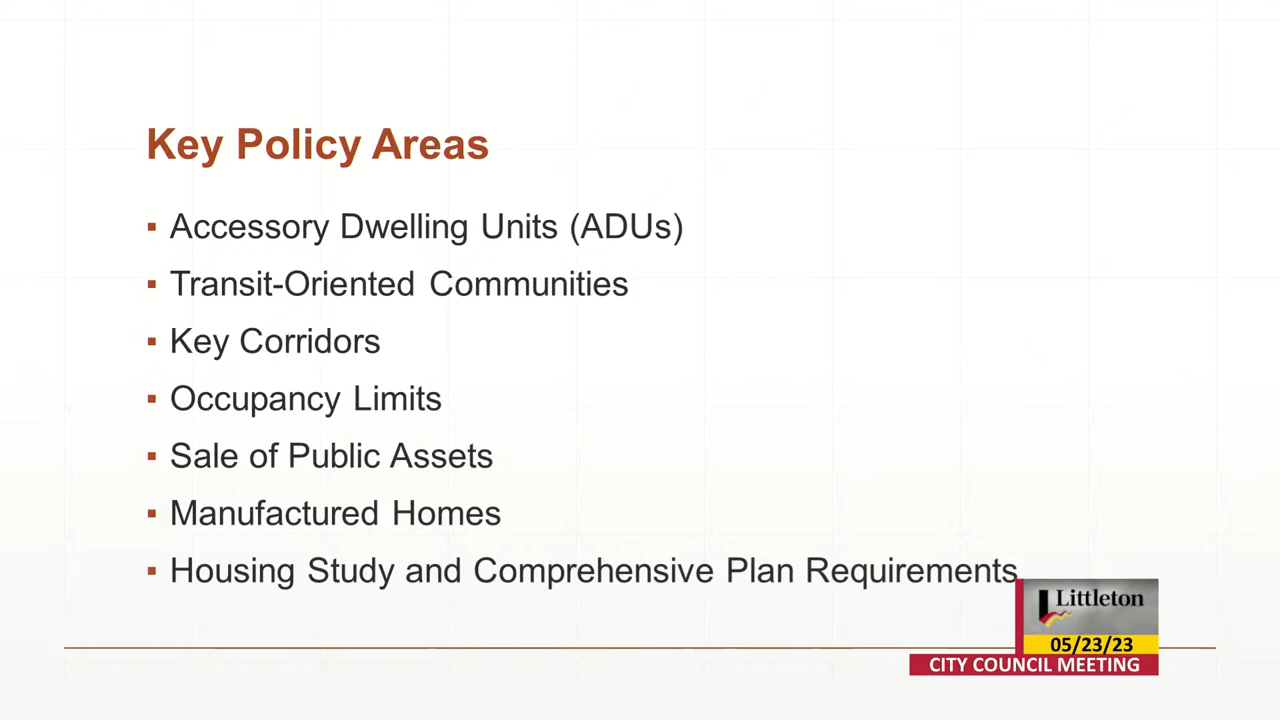 Key Policy Areas
▪ Accessory Dwelling Units (ADUs)
▪ Transit-Oriented Communities
▪ Key Corridors
▪ Occupancy Limits
▪ Sale of Public Assets
▪ Manufactured Homes
▪ Housing Study and Comprehensive Plan Requirements
Littleton
05/23/23
CITY COUNCIL MEETING